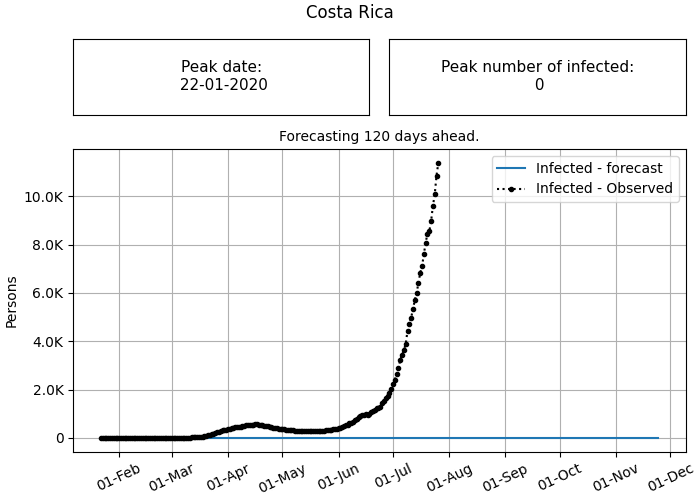 Costa Rica
Peak date:
22-01-2020
Peak number of infected:
0
Forecasting 120 days ahead.
Infected - forecast
Infected - Observed
Persons
10.0K
8.0K
6.0K
4.0K
2.0K
0
01-Feb
01-Mar
01-Apr
01-May
01-Jun
01-Jul
01-Aug
01-Sep
01-Oct
01-Nov
01-Dec